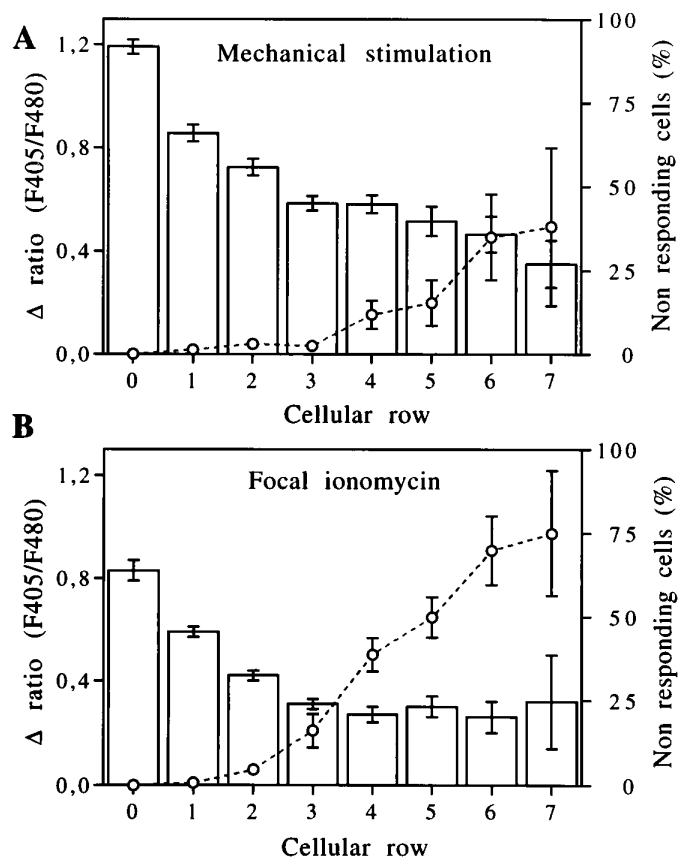 A
Mechanical stimulation
Δ ratio (F405/F480)
1,2
0,8
0,4
0,0
100
75
50
25
0
Non responding cells (%)
0 1 2 3 4 5 6 7
Cellular row
B
Focal ionomycin
Δ ratio (F405/F480)
1,2
0,8
0,4
0,0
100
75
50
25
0
Non responding cells (%)
0 1 2 3 4 5 6 7
Cellular row